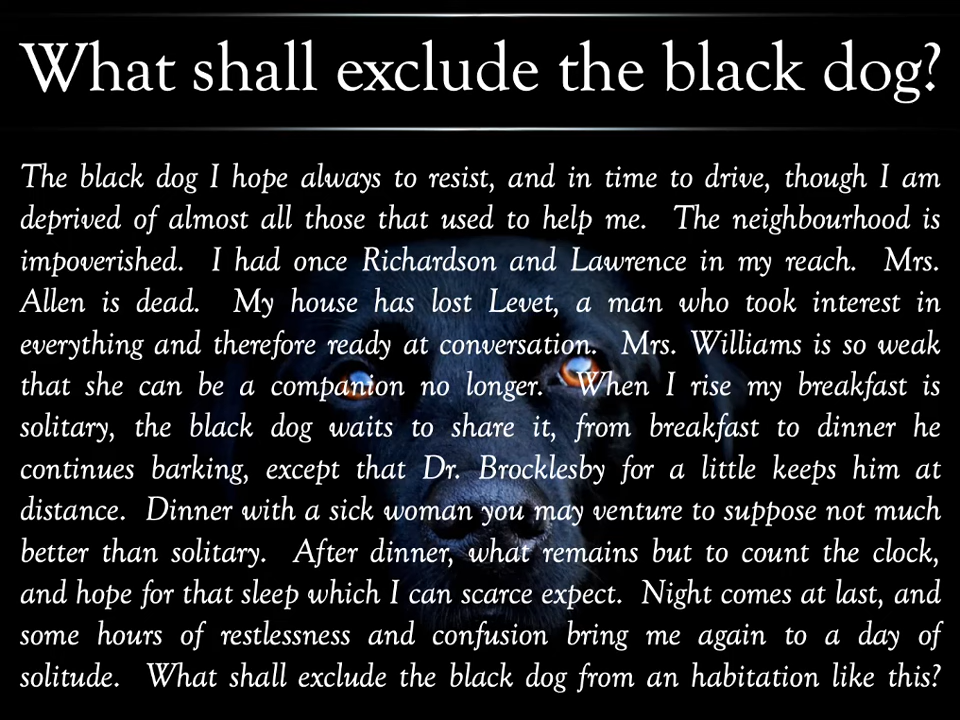 What shall exclude the black dog?
The black dog I hope always to resist, and in time to drive, though I am
deprived of almost all those that used to help me. The neighbourhood is
impoverished. I had once Richardson and Lawrence in my reach. Mrs.
Allen is dead. My house has lost Levet, a man who took interest in
everything and therefore ready at conversation. Mrs. Williams is so weak
that she can be a companion no longer. When I rise my breakfast is
solitary, the black dog waits to share it, from breakfast to dinner he
continues barking, except that Dr. Brocklesby for a little keeps him at
distance. Dinner with a sick woman you may venture to suppose not much
better than solitary. After dinner, what remains but to count the clock,
and hope for that sleep which I can scarce expect. Night comes at last, and
some hours of restlessness and confusion bring me again to a day of
solitude. What shall exclude the black dog from an habitation like this?